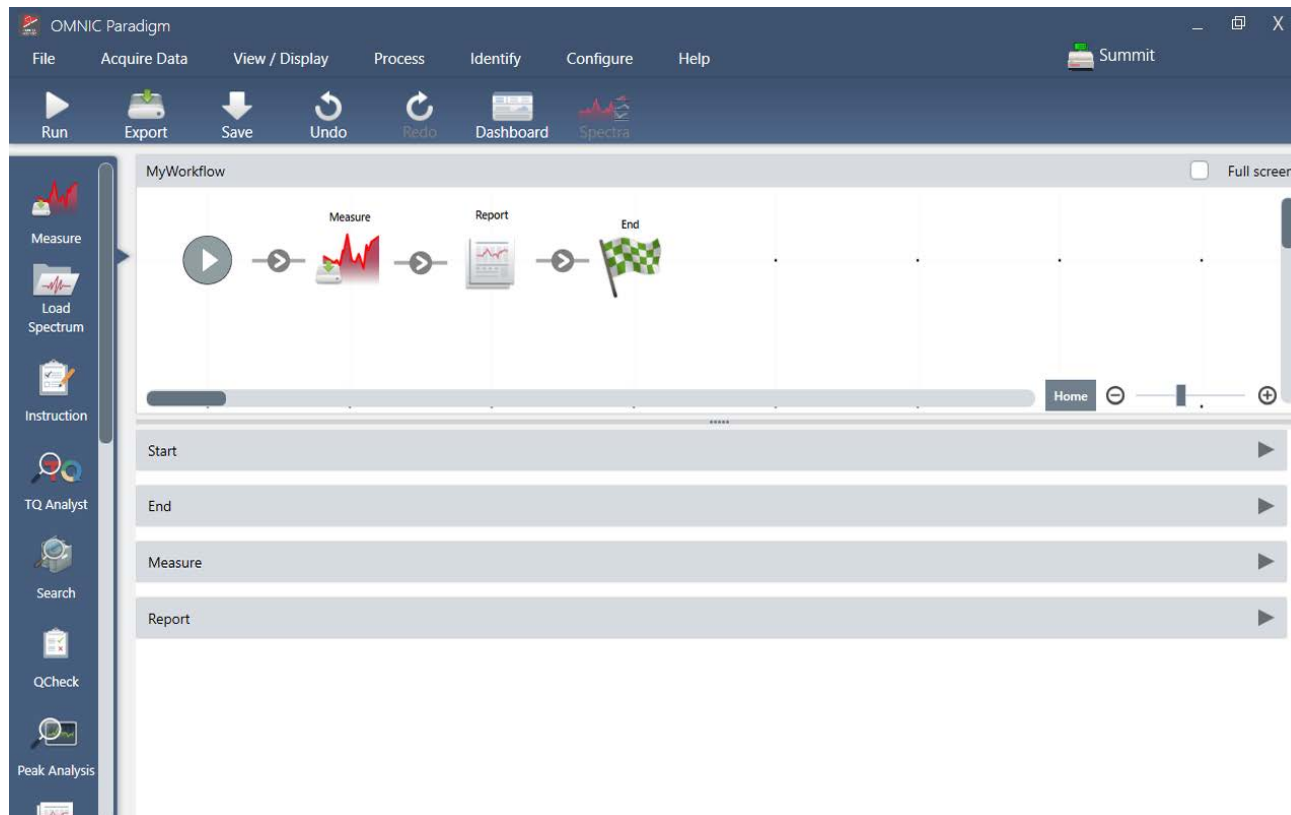 OMNIC Paradigm
File Acquire Data View / Display Process Identify Configure Help Summit
Run Export Save Undo Redo Dashboard Spectra
MyWorkflow Full screen
Measure
Load
Spectrum
Instruction
TQ Analyst
Search
QCheck
Peak Analysis
Measure Report End
Home
Start
End
Measure
Report